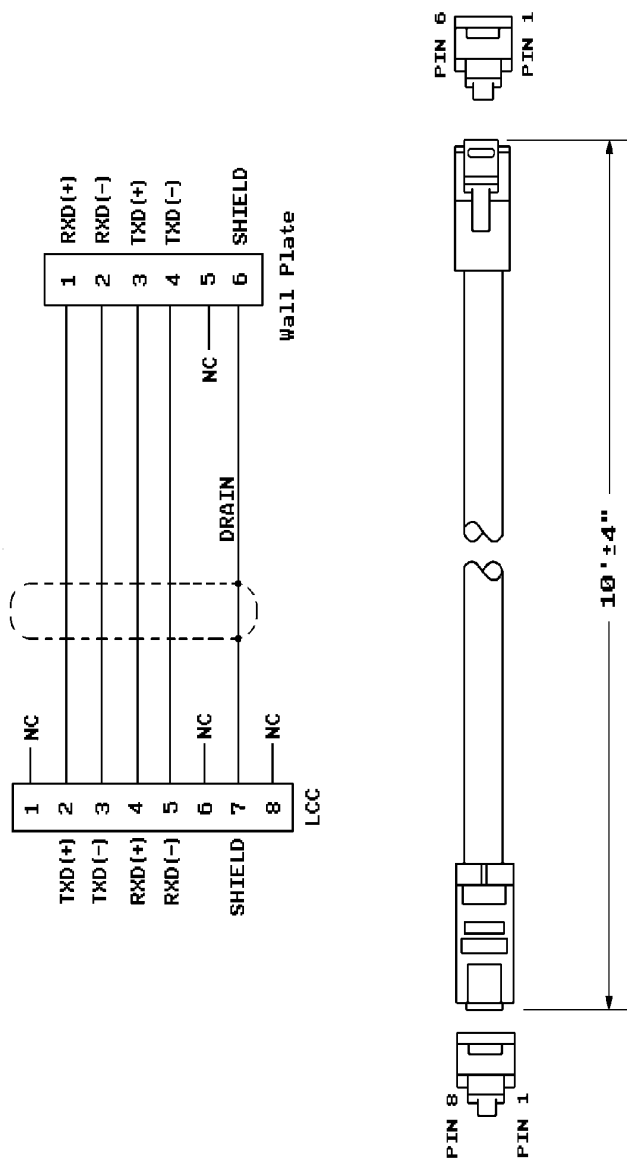 RXD(+)
RXD(-)
TXD(+)
TXD(-)
SHIELD
1
2
3
4
5
6
Wall Plate
NC
DRAIN
NC
NC
NC
1
2
3
4
5
6
7
8
TXD(+)
TXD(-)
RXD(+)
RXD(-)
SHIELD
LCC
PIN 6
PIN 1
10'±4"
PIN 8
PIN 1